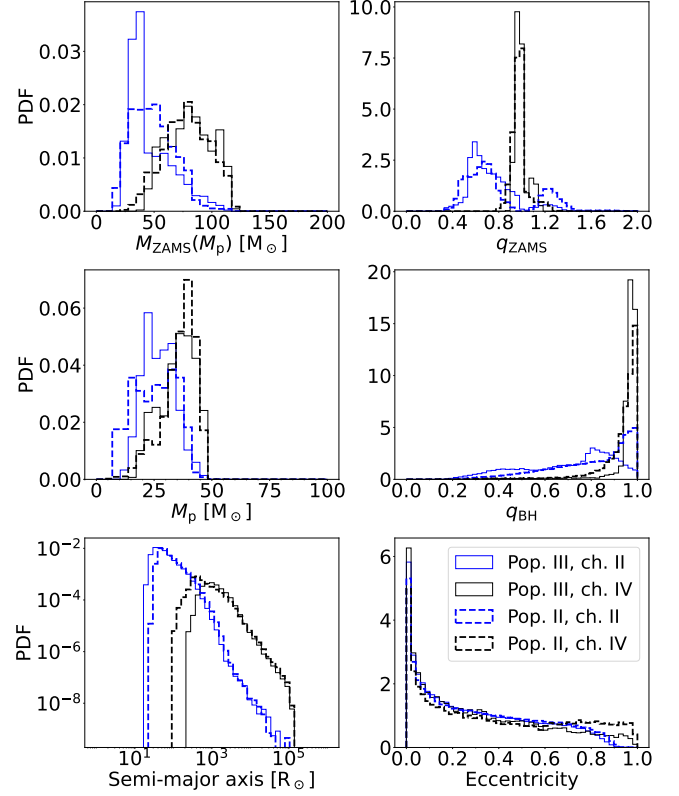 PDF
0.00
0.01
0.02
0.03
0 50 100 150 200
M_ZAMS(M_p) [M_⊙]
0.0
2.5
5.0
7.5
10.0
0.0 0.4 0.8 1.2 1.6 2.0
q_ZAMS
PDF
0.00
0.02
0.04
0.06
0 25 50 75 100
M_p [M_⊙]
0
5
10
15
20
0.0 0.2 0.4 0.6 0.8 1.0
q_BH
PDF
10^−2
10^−4
10^−6
10^−8
10^1 10^3 10^5
Semi-major axis [R_⊙]
0
2
4
6
0.0 0.2 0.4 0.6 0.8 1.0
Eccentricity
Pop. III, ch. II
Pop. III, ch. IV
Pop. II, ch. II
Pop. II, ch. IV